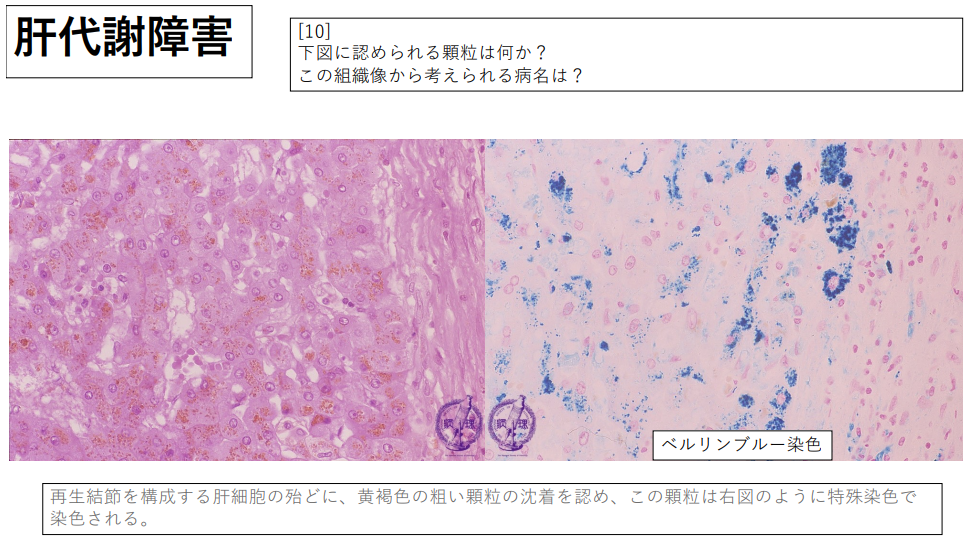 肝代謝障害
[10]
下図に認められる顆粒は何か？
この組織像から考えられる病名は？
病理
病理
ベルリンブルー染色
再生結節を構成する肝細胞の殆どに、黄褐色の粗い顆粒の沈着を認め、この顆粒は右図のように特殊染色で
染色される。